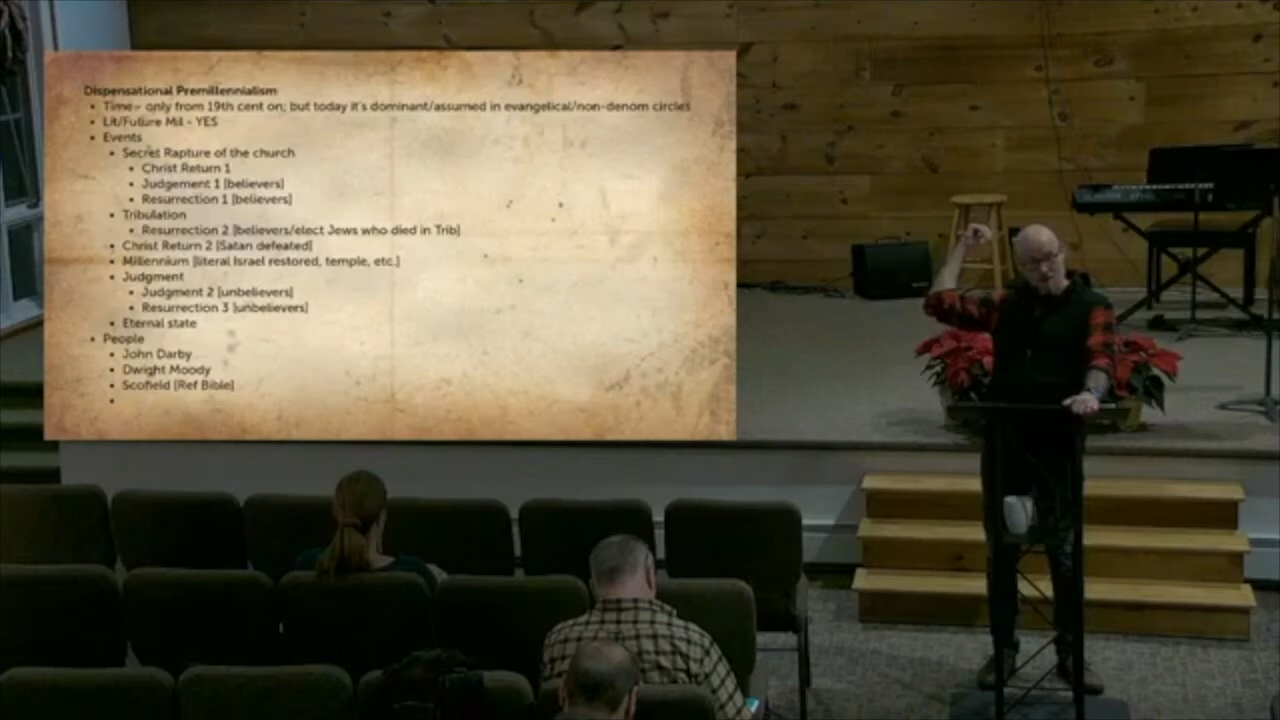 Dispensational Premillennialism
• Time - only from 19th cent on; but today it's dominant/assumed in evangelical/non-denom circles
• Lit/Future Mil - YES
• Events
• Secret Rapture of the church
• Christ Return 1
• Judgement 1 [believers]
• Resurrection 1 [believers]
• Tribulation
• Resurrection 2 [believers/elect Jews who died in Trib]
• Christ Return 2 [Satan defeated]
• Millennium [literal Israel restored, temple, etc.]
• Judgment
• Judgment 2 [unbelievers]
• Resurrection 3 [unbelievers]
• Eternal state
• People
• John Darby
• Dwight Moody
• Scofield [Ref Bible]
•